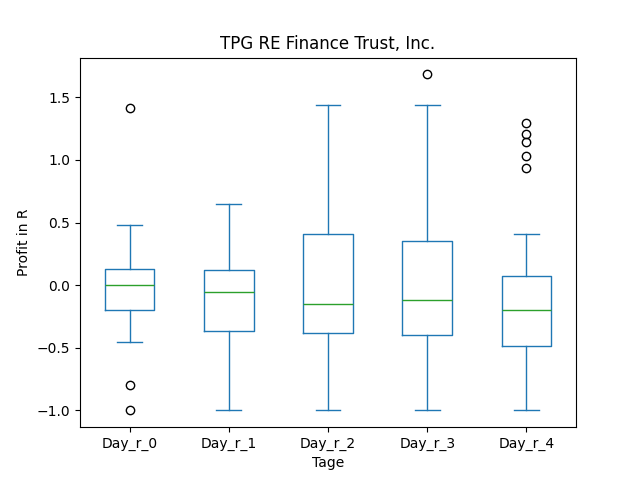 TPG RE Finance Trust, Inc.
1.5
1.0
0.5
0.0
−0.5
−1.0
Profit in R
Day_r_0 Day_r_1 Day_r_2 Day_r_3 Day_r_4
Tage